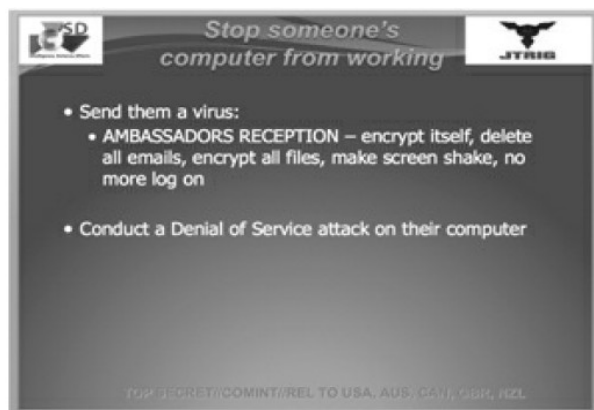 SD
Stop someone's
computer from working
JTRIG
• Send them a virus:
• AMBASSADORS RECEPTION – encrypt itself, delete
all emails, encrypt all files, make screen shake, no
more log on
• Conduct a Denial of Service attack on their computer
TOP SECRET//COMINT//REL TO USA, AUS, CAN, GBR, NZL